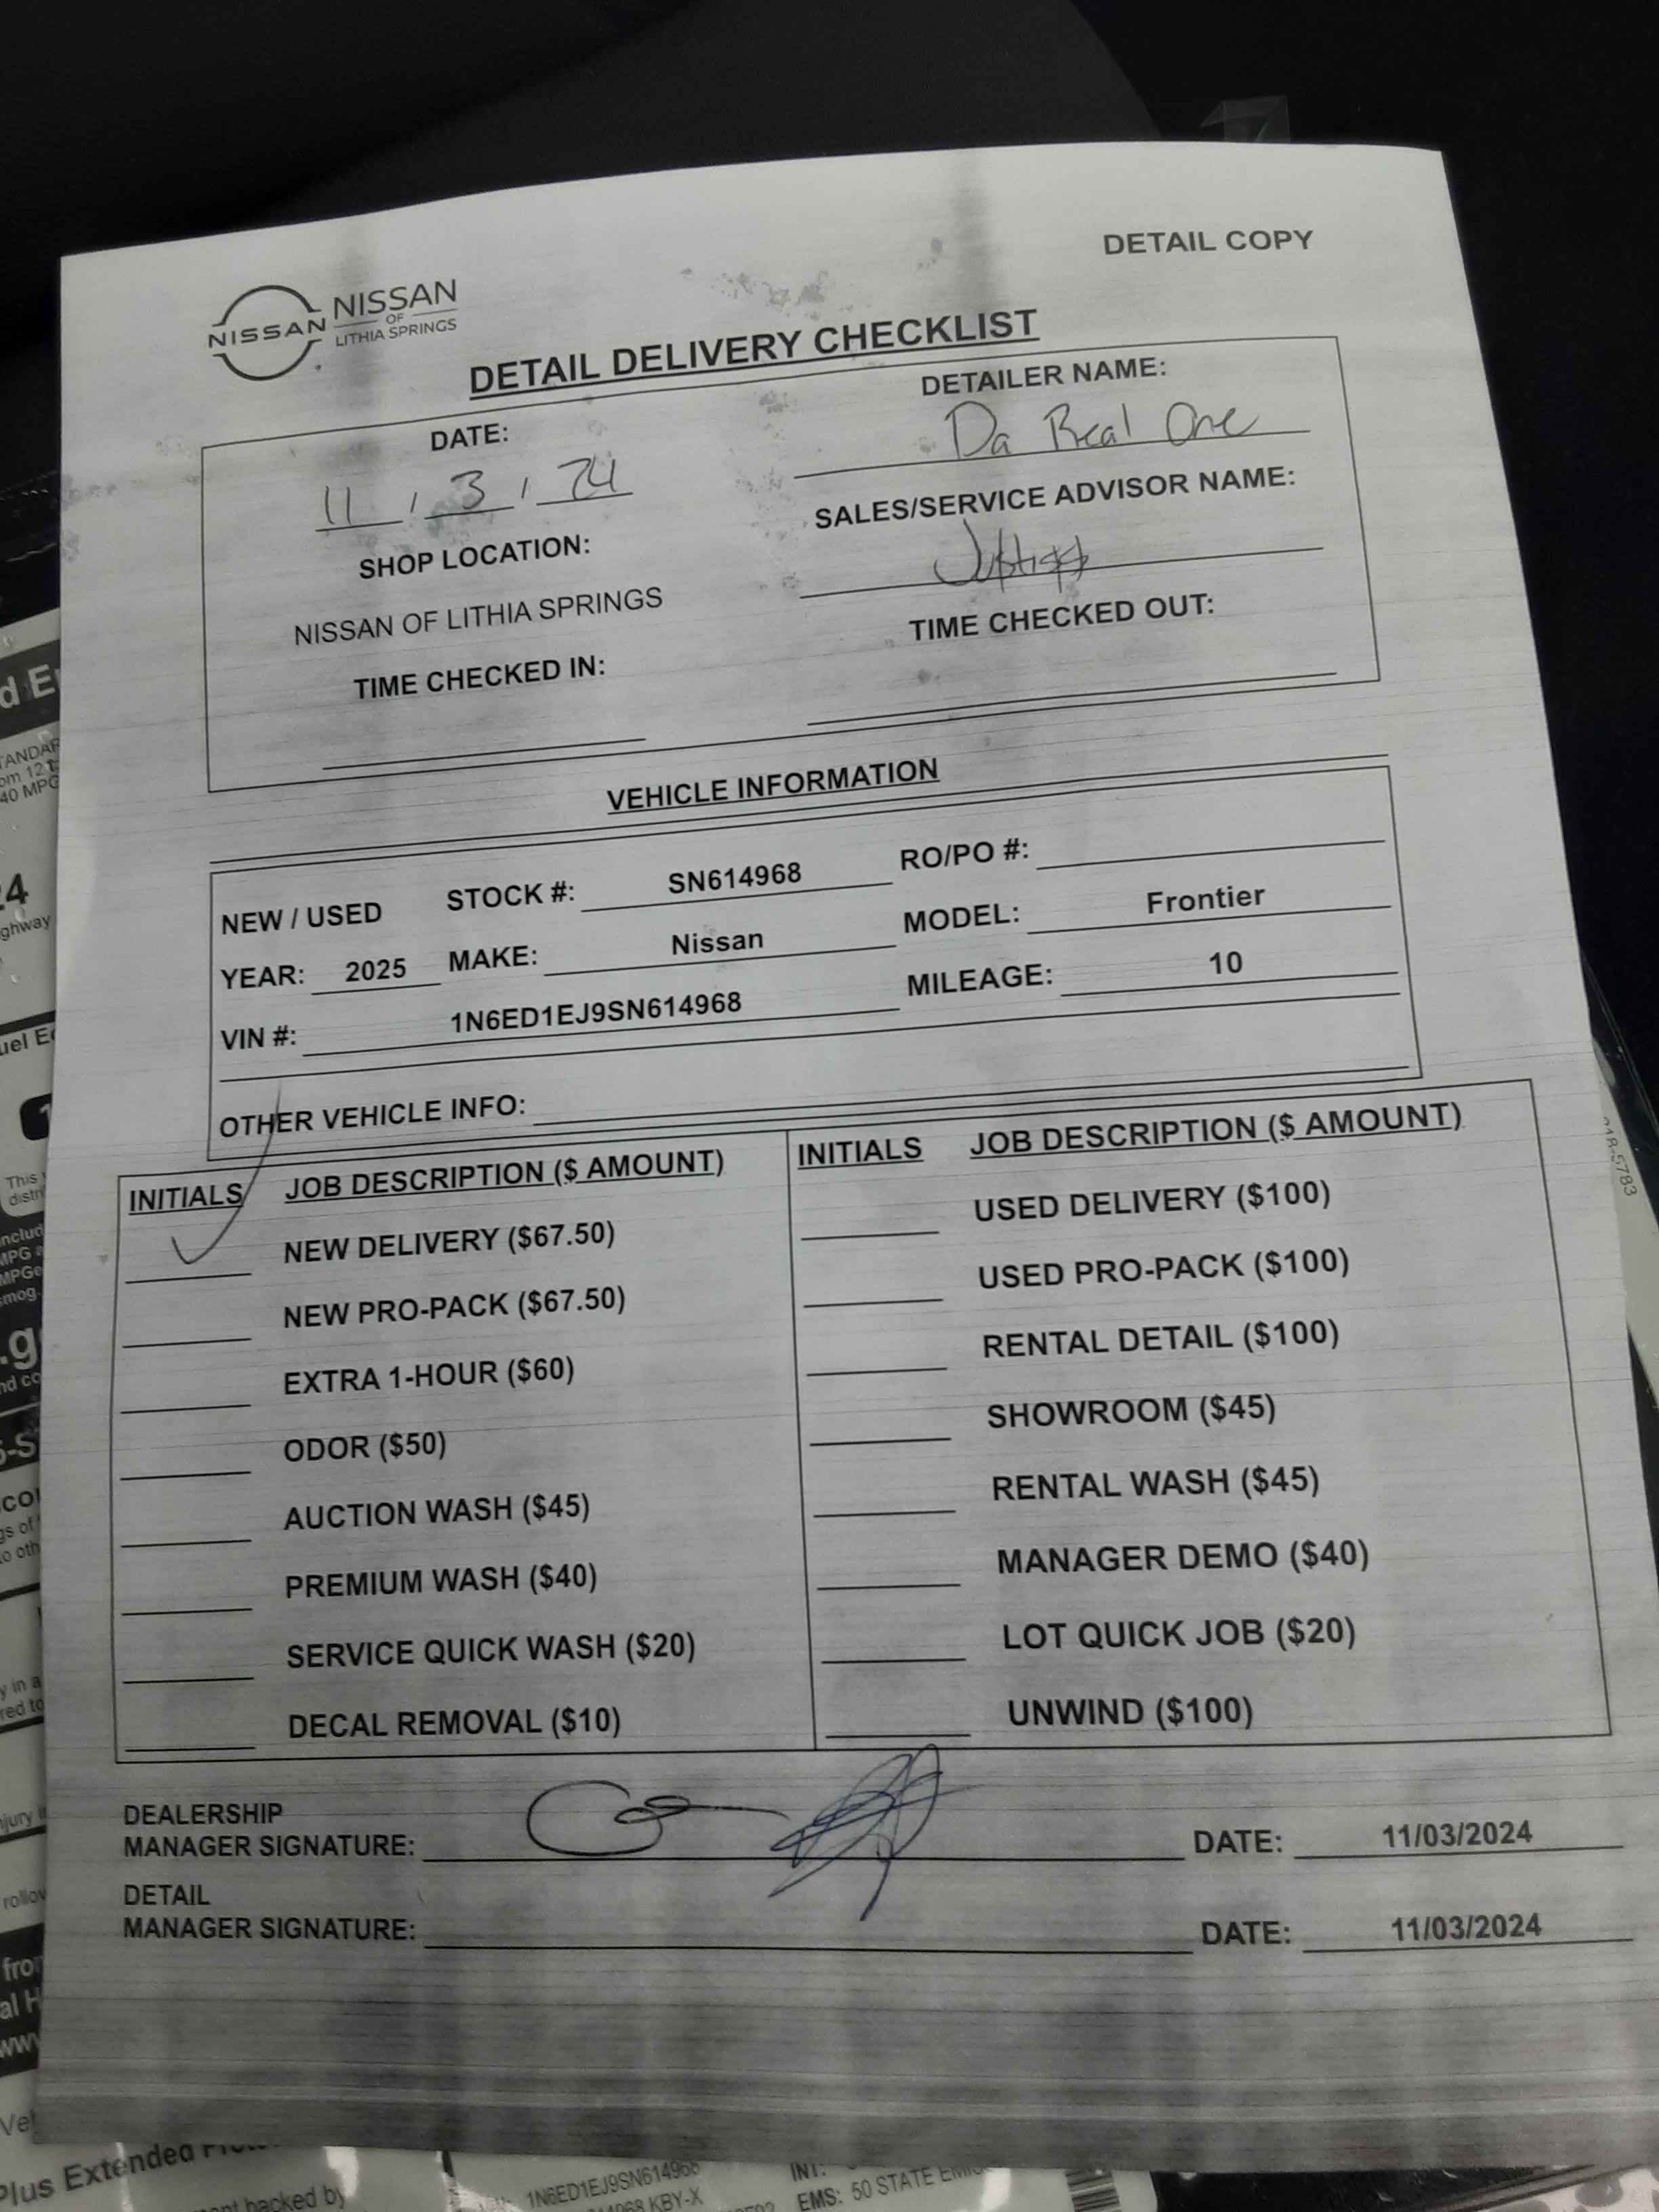 DETAIL COPY
NISSAN
NISSAN
OF
LITHIA SPRINGS
DETAIL DELIVERY CHECKLIST
DATE:
11 / 3 / 24
SHOP LOCATION:
NISSAN OF LITHIA SPRINGS
TIME CHECKED IN:
DETAILER NAME:
Da Real One
SALES/SERVICE ADVISOR NAME:
TIME CHECKED OUT:
VEHICLE INFORMATION
NEW / USED STOCK #: SN614968 RO/PO #:
YEAR: 2025 MAKE: Nissan MODEL: Frontier
VIN #: 1N6ED1EJ9SN614968 MILEAGE: 10
OTHER VEHICLE INFO:
INITIALS JOB DESCRIPTION ($ AMOUNT)
NEW DELIVERY ($67.50)
NEW PRO-PACK ($67.50)
EXTRA 1-HOUR ($60)
ODOR ($50)
AUCTION WASH ($45)
PREMIUM WASH ($40)
SERVICE QUICK WASH ($20)
DECAL REMOVAL ($10)
INITIALS JOB DESCRIPTION ($ AMOUNT)
USED DELIVERY ($100)
USED PRO-PACK ($100)
RENTAL DETAIL ($100)
SHOWROOM ($45)
RENTAL WASH ($45)
MANAGER DEMO ($40)
LOT QUICK JOB ($20)
UNWIND ($100)
DEALERSHIP
MANAGER SIGNATURE: DATE: 11/03/2024
DETAIL
MANAGER SIGNATURE: DATE: 11/03/2024
Plus Extended
1N6ED1EJ9SN614968
KBY-X
EMS: 50 STATE
backed by